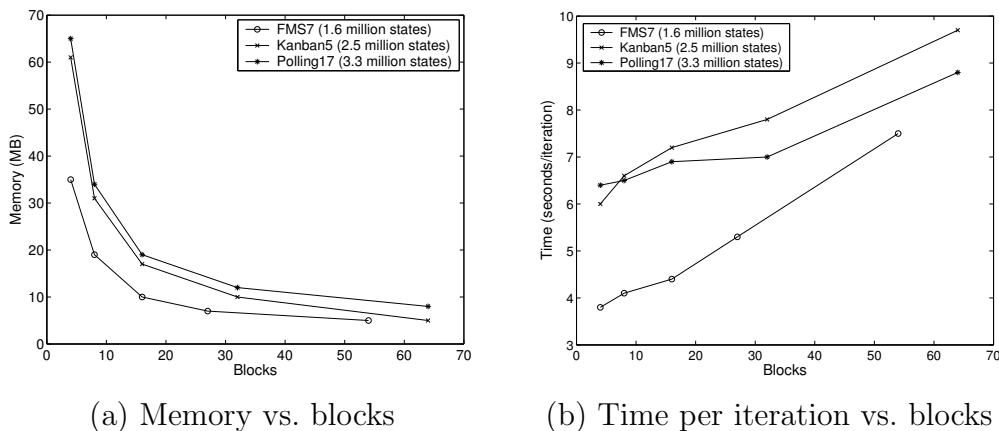 70
60
50
40
30
20
10
0
Memory (MB)
0 10 20 30 40 50 60 70
Blocks
FMS7 (1.6 million states)
Kanban5 (2.5 million states)
Polling17 (3.3 million states)
(a) Memory vs. blocks
10
9
8
7
6
5
4
3
Time (seconds/iteration)
0 10 20 30 40 50 60 70
Blocks
FMS7 (1.6 million states)
Kanban5 (2.5 million states)
Polling17 (3.3 million states)
(b) Time per iteration vs. blocks